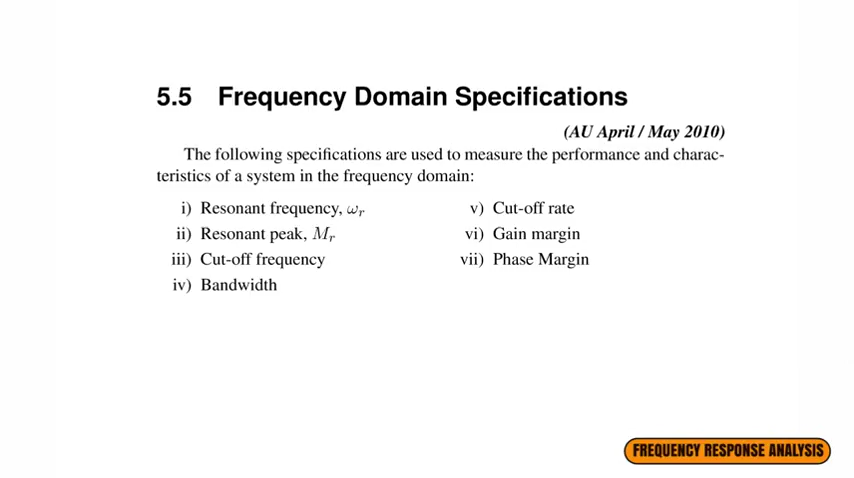 5.5 Frequency Domain Specifications
(AU April / May 2010)
The following specifications are used to measure the performance and charac-
teristics of a system in the frequency domain:
i) Resonant frequency, ωr
ii) Resonant peak, Mr
iii) Cut-off frequency
iv) Bandwidth
v) Cut-off rate
vi) Gain margin
vii) Phase Margin
FREQUENCY RESPONSE ANALYSIS